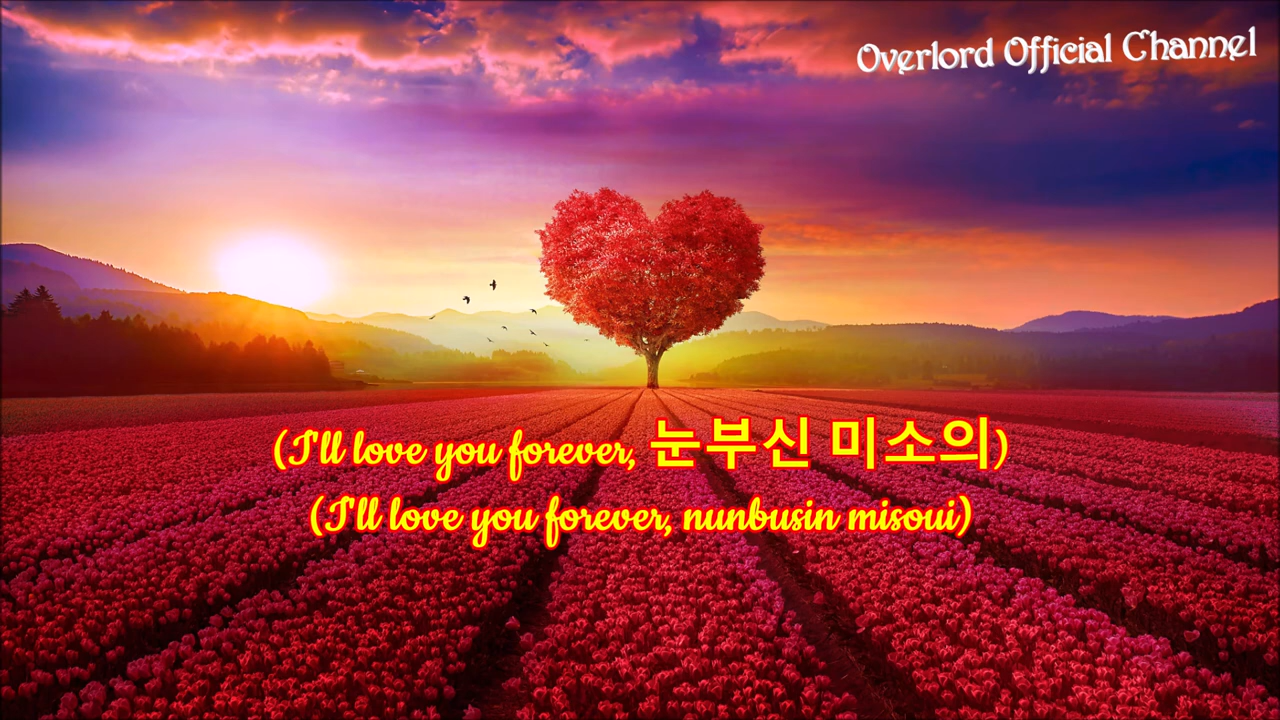 Overlord Official Channel
(I'll love you forever, 눈부신 미소의)
(I'll love you forever, nunbusin misoui)